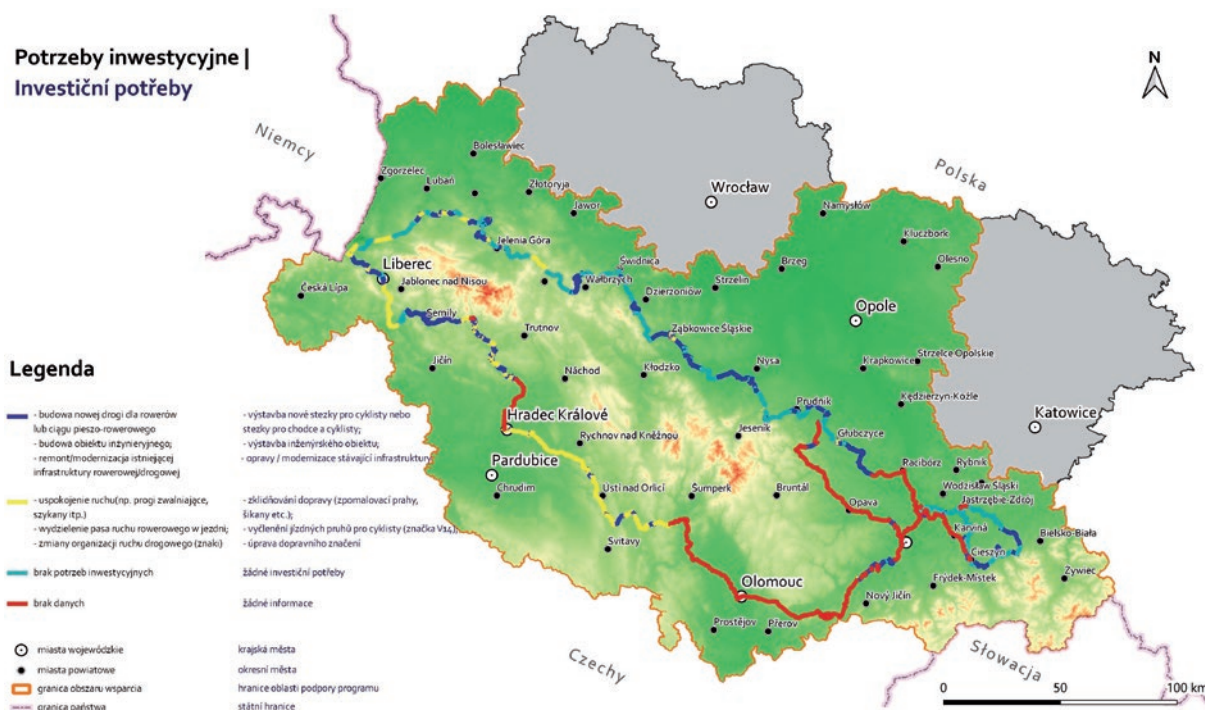 Potrzeby inwestycyjne |
Investiční potřeby
N
Niemcy
Polska
Bolesławiec
Zgorzelec
Lubań
Złotoryja
Jawor
Wrocław
Namysłów
Kluczbork
Olesno
Jelenia Góra
Świdnica
Brzeg
Liberec
Jablonec nad Nisou
Wałbrzych
Strzelin
Dzierżoniów
Česká Lípa
Opole
Semily
Trutnov
Ząbkowice Śląskie
Jičín
Náchod
Kłodzko
Nysa
Krapkowice
Strzelce Opolskie
Kędzierzyn-Koźle
Prudnik
Katowice
Hradec Králové
Rychnov nad Kněžnou
Jeseník
Głubczyce
Pardubice
Racibórz
Rybnik
Wodzisław Śląski
Jastrzębie-Zdrój
Chrudim
Ustí nad Orlicí
Šumperk
Bruntál
Opava
Karviná
Bielsko-Biała
Svitavy
Cieszyn
Żywiec
Frýdek-Místek
Olomouc
Nový Jičín
Prostějov
Přerov
Czechy
Słowacja
0 50 100 km
Legenda
- budowa nowej drogi dla rowerów
lub ciągu pieszo-rowerowego
- budowa obiektu inżynieryjnego;
- remont/modernizacja istniejącej
infrastruktury rowerowej/drogowej
- výstavba nové stezky pro cyklisty nebo
stezky pro chodce a cyklisty;
- výstavba inženýrského objektu;
- opravy / modernizace stávající infrastruktury
- uspokojenie ruchu(np. progi zwalniające,
szykany itp.)
- wydzielenie pasa ruchu rowerowego w jezdni;
- zmiany organizacji ruchu drogowego (znaki)
- zklidňování dopravy (zpomalovací prahy,
šikany etc.);
- vyčlenění jízdných pruhů pro cyklisty (značka V14);
- úprava dopravního značení
brak potrzeb inwestycyjnych
žádné investiční potřeby
brak danych
žádné informace
miasta wojewódzkie
krajská města
miasta powiatowe
okresní města
granica obszaru wsparcia
hranice oblasti podpory programu
granica państwa
státní hranice